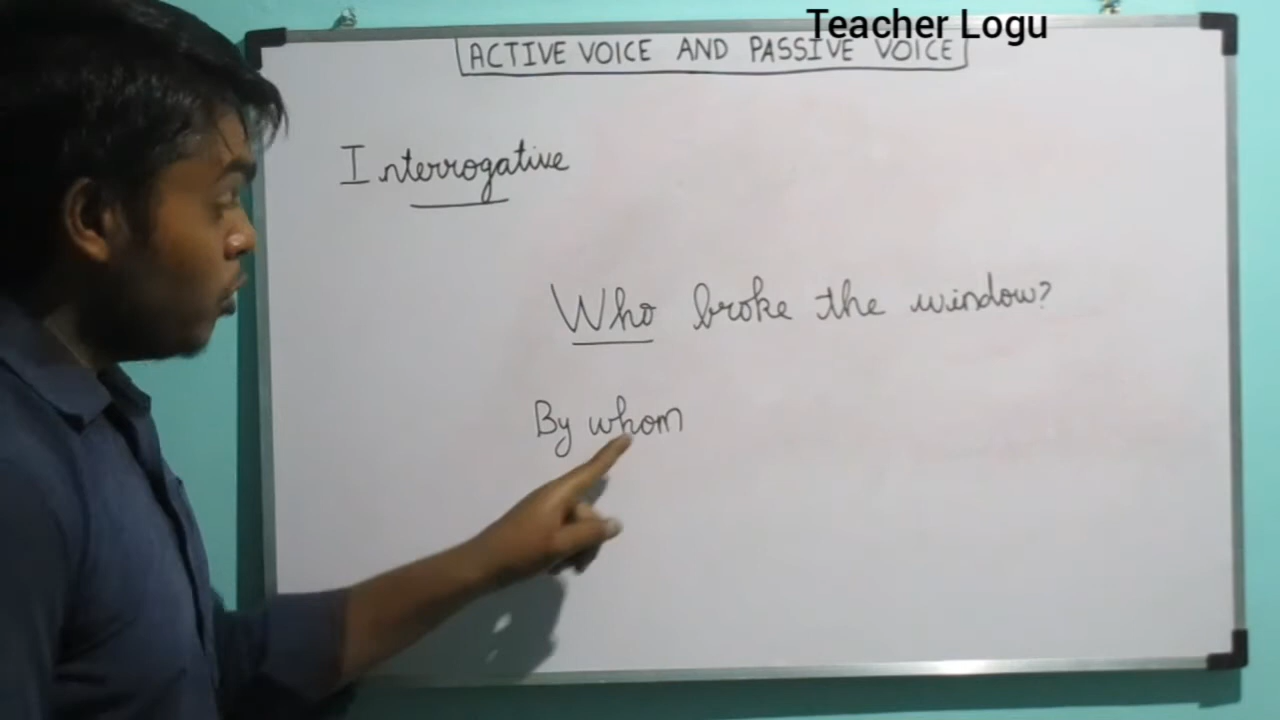 Teacher Logu
ACTIVE VOICE AND PASSIVE VOICE
Interrogative
Who broke the window?
By whom